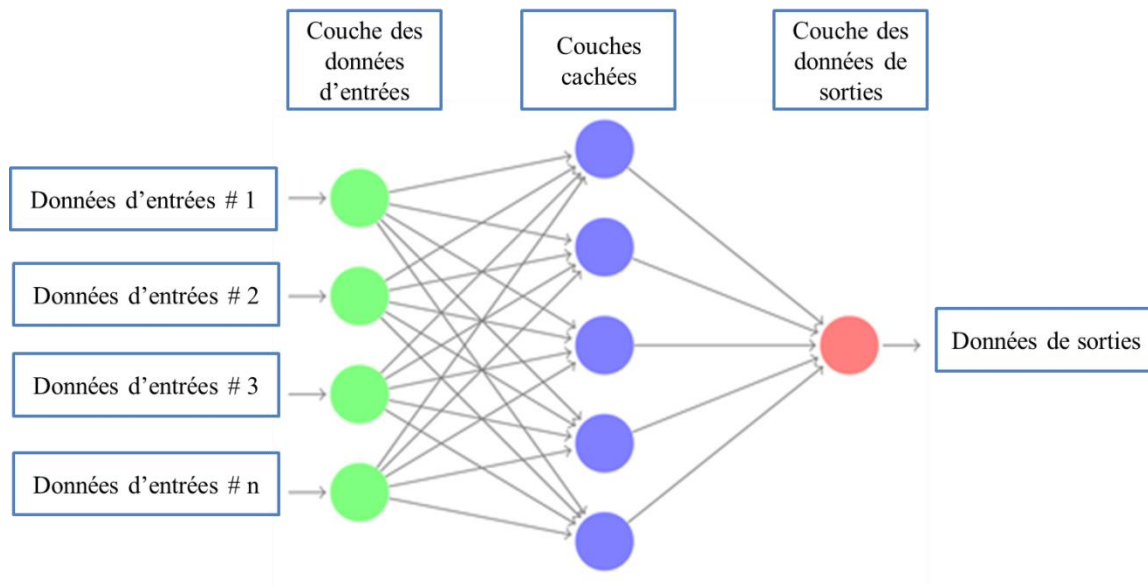 Couche des
données
d'entrées
Couches
cachées
Couche des
données de
sorties
Données d'entrées # 1
Données d'entrées # 2
Données d'entrées # 3
Données d'entrées # n
Données de sorties